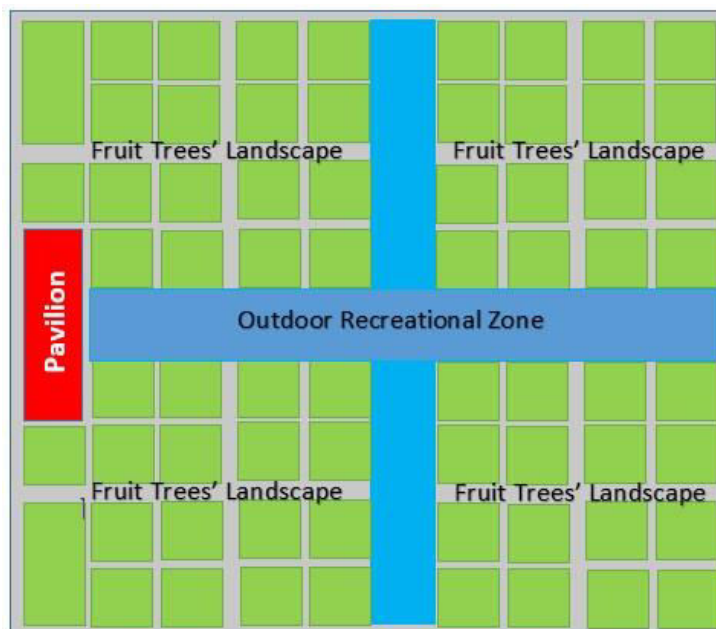 Fruit Trees’ Landscape
Fruit Trees’ Landscape
Pavilion
Outdoor Recreational Zone
Fruit Trees’ Landscape
Fruit Trees’ Landscape